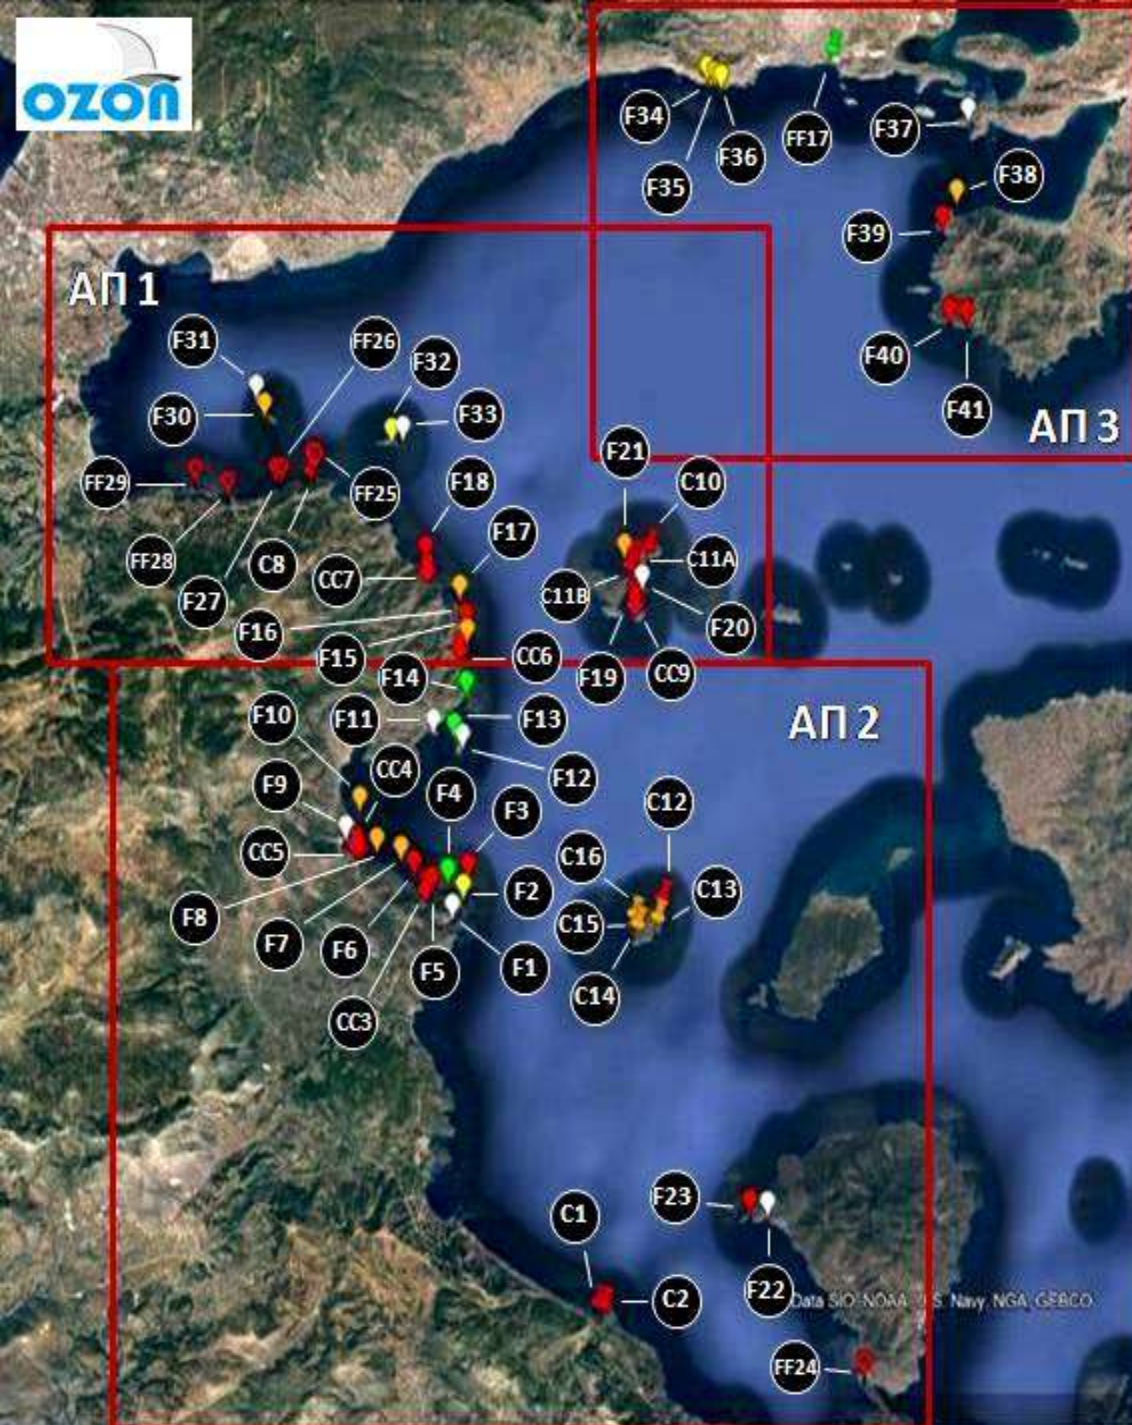 OZON
F34
F35
F36
FF17
F37
F38
F39
F40
F41
АП 3
АП 1
F31
F30
FF26
F32
F33
FF29
FF28
F27
C8
FF25
CC7
F18
F17
F16
F15
CC6
F21
C10
C11A
C11B
F20
F19
CC9
АП 2
F14
F13
F11
F12
F10
CC4
F9
F4
F3
CC5
F2
F8
F7
F6
F5
F1
CC3
C12
C16
C13
C15
C14
F23
F22
C1
C2
FF24
Data SIO, NOAA, U.S. Navy, NGA, GEBCO